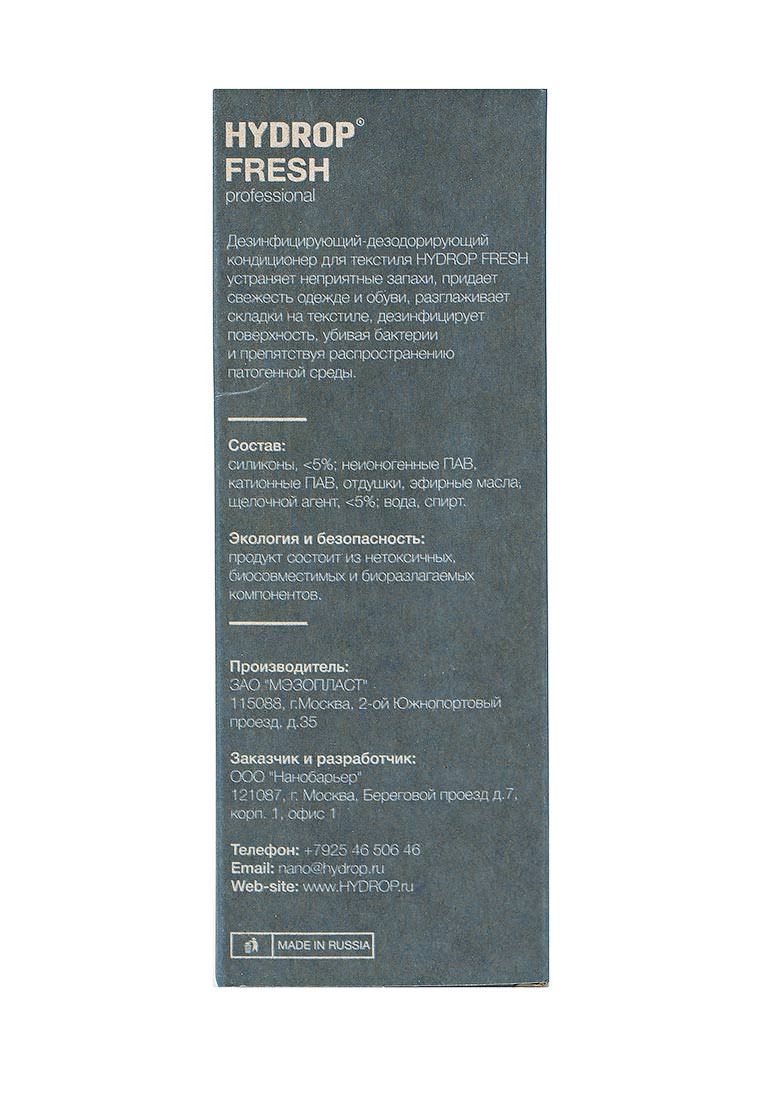 HYDROP®
FRESH
professional
Дезинфицирующий-дезодорирующий
кондиционер для текстиля HYDROP FRESH
устраняет неприятные запахи, придает
свежесть одежде и обуви, разглаживает
складки на текстиле, дезинфицирует
поверхность, убивая бактерии
и препятствуя распространению
патогенной среды.
Состав:
силиконы, <5%; неионогенные ПАВ,
катионные ПАВ, отдушки, эфирные масла,
щелочной агент, <5%; вода, спирт.
Экология и безопасность:
продукт состоит из нетоксичных,
биосовместимых и биоразлагаемых
компонентов.
Производитель:
ЗАО "МЭЗОПЛАСТ"
115088, г.Москва, 2-ой Южнопортовый
проезд, д.35
Заказчик и разработчик:
ООО "Нанобарьер"
121087, г. Москва, Береговой проезд д.7,
корп. 1, офис 1
Телефон: +7925 46 506 46
Email: nano@hydrop.ru
Web-site: www.HYDROP.ru
MADE IN RUSSIA